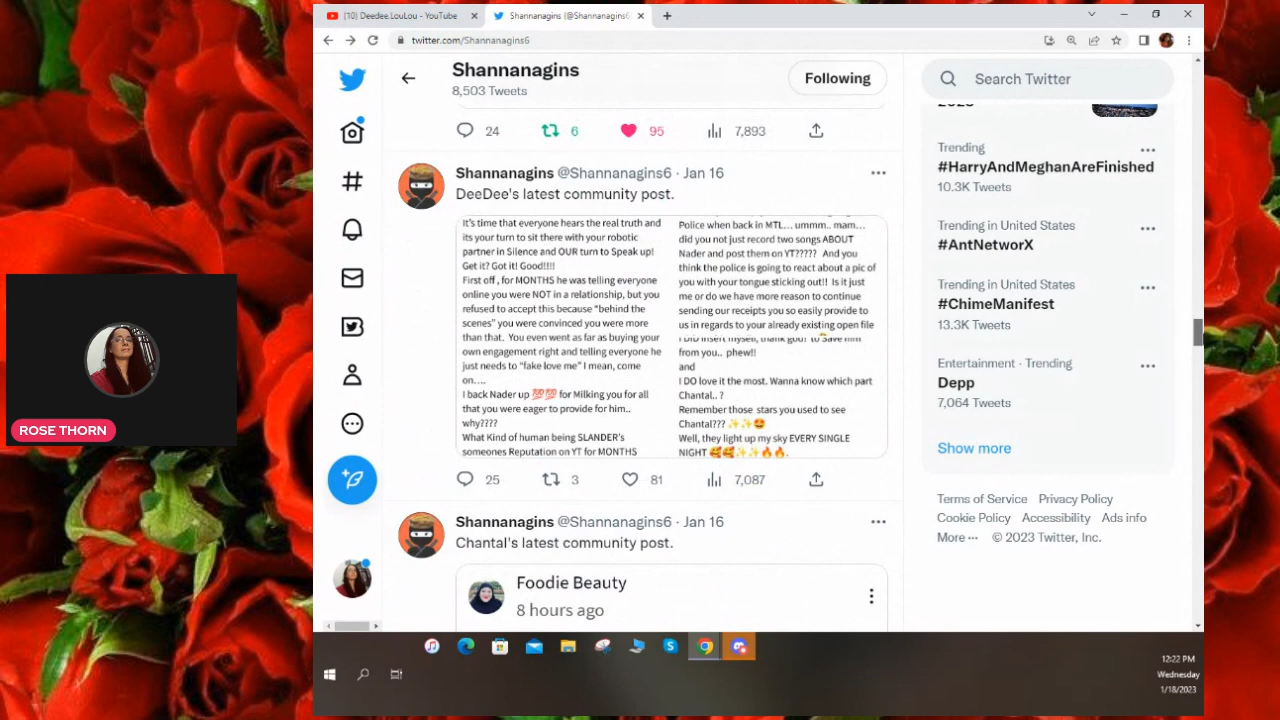 (10) Deedee.LouLou - YouTube
Shannanagins (@Shannanagins6
twitter.com/Shannanagins6
Shannanagins
8,503 Tweets
Following
Search Twitter
24
6
95
7,893
Trending
#HarryAndMeghanAreFinished
10.3K Tweets
Trending in United States
#AntNetworX
Trending in United States
#ChimeManifest
13.3K Tweets
Entertainment · Trending
Depp
7,064 Tweets
Show more
Terms of Service Privacy Policy
Cookie Policy Accessibility Ads info
More ··· © 2023 Twitter, Inc.
Shannanagins @Shannanagins6 · Jan 16
DeeDee's latest community post.
It's time that everyone hears the real truth and
its your turn to sit there with your robotic
partner in Silence and OUR turn to Speak up!
Get it? Got it! Good!!!!
First off , for MONTHS he was telling everyone
online you were NOT in a relationship, but you
refused to accept this because "behind the
scenes" you were convinced you were more
than that. You even went as far as buying your
own engagement right and telling everyone he
just needs to "fake love me" I mean, come
on....
I back Nader up 💯💯 for Milking you for all
that you were eager to provide for him..
why????
What Kind of human being SLANDER's
someones Reputation on YT for MONTHS
Police when back in MTL... ummm.. mam...
did you not just record two songs ABOUT
Nader and post them on YT????? And you
think the police is going to react about a pic of
you with your tongue sticking out!! Is it just
me or do we have more reason to continue
sending our receipts you so easily provide to
us in regards to your already existing open file
I DID insert myself, thank god! to Save him
from you.. phew!!
and
I DO love it the most. Wanna know which part
Chantal.. ?
Remember those stars you used to see
Chantal??? ✨✨🤩
Well, they light up my sky EVERY SINGLE
NIGHT 🥰🥰✨✨🔥🔥.
25
3
81
7,087
Shannanagins @Shannanagins6 · Jan 16
Chantal's latest community post.
Foodie Beauty
8 hours ago
ROSE THORN
12:22 PM
Wednesday
1/18/2023